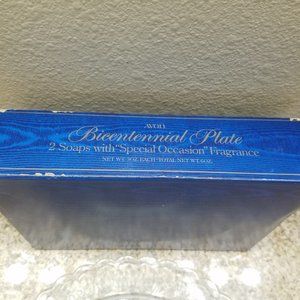 AVON
Bicentennial Plate
2 Soaps with "Special Occasion" Fragrance
NET WT. 3 OZ. EACH · TOTAL NET WT. 6 OZ.